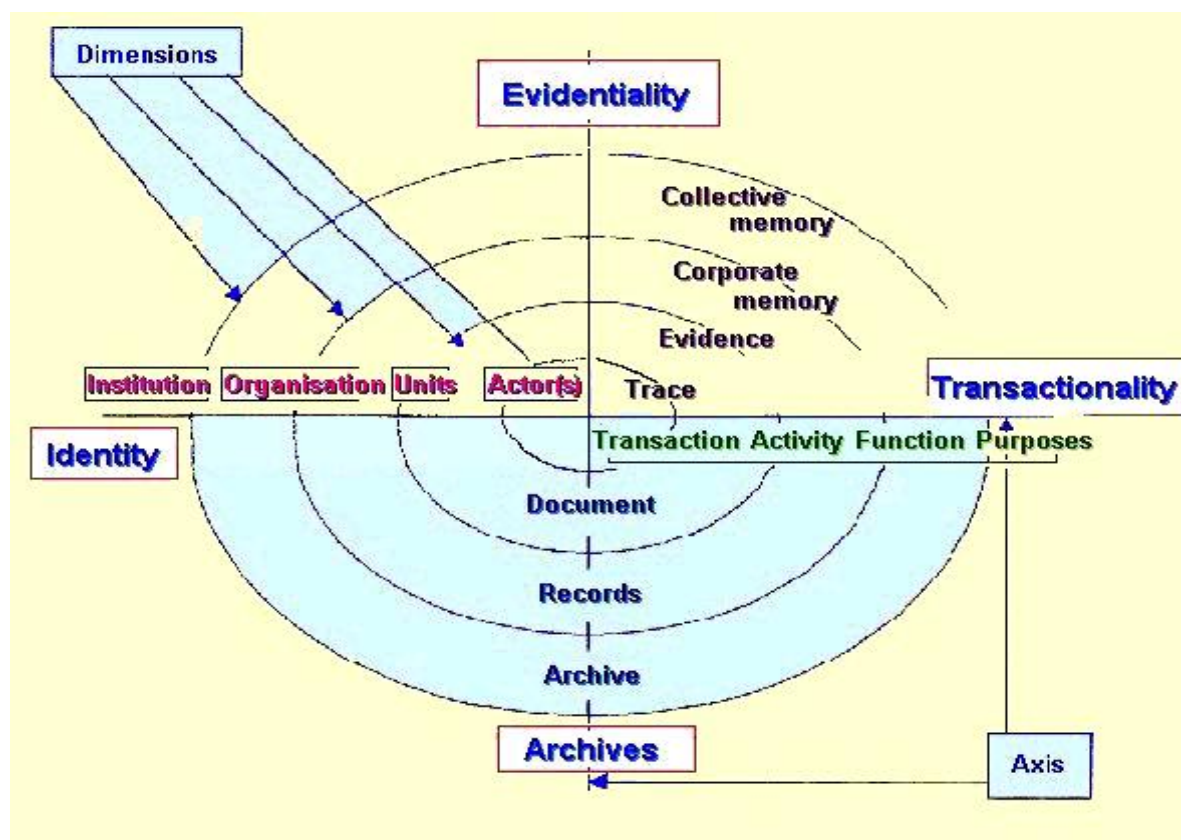 Dimensions
Evidentiality
Collective
memory
Corporate
memory
Evidence
Trace
Institution Organisation Units Actor(s)
Transactionality
Transaction Activity Function Purposes
Identity
Document
Records
Archive
Archives
Axis